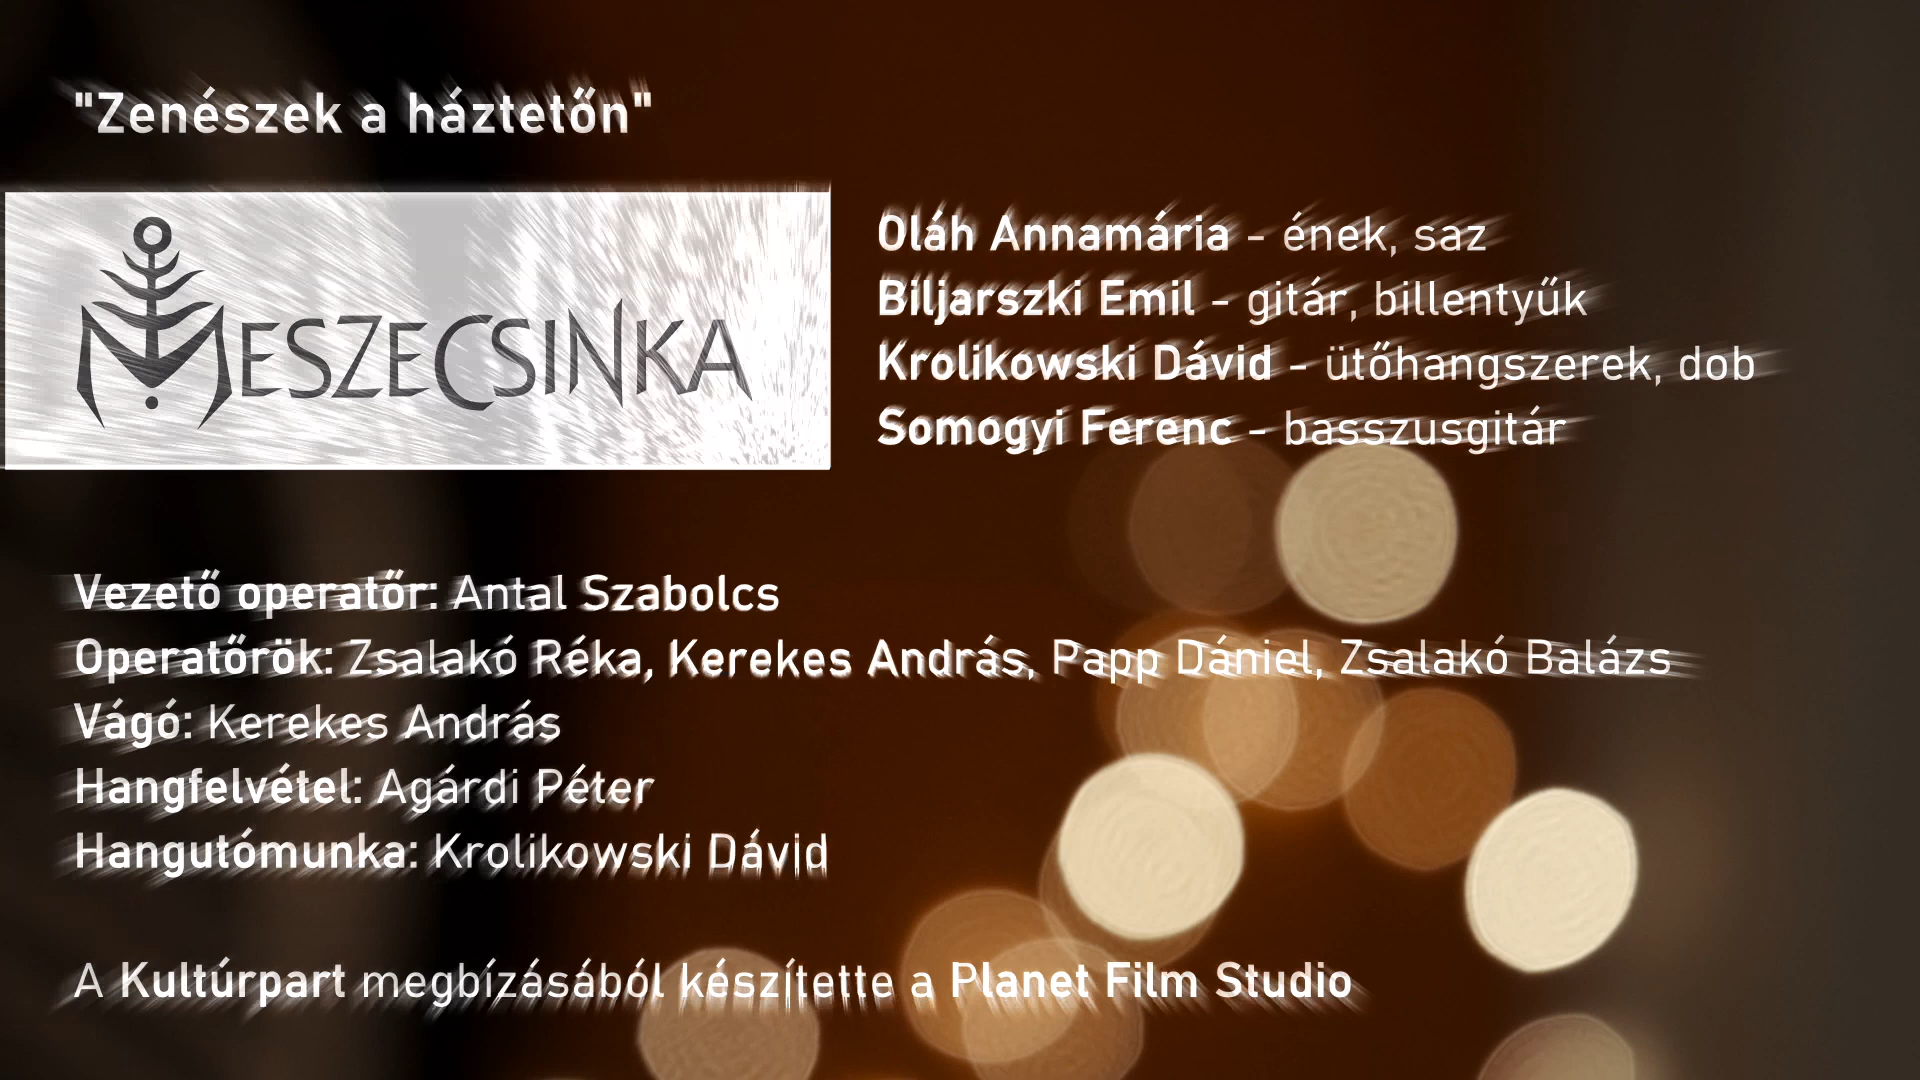 "Zenészek a háztetőn"
MESZECSINKA
Oláh Annamária - ének, saz
Biljarszki Emil - gitár, billentyűk
Krolikowski Dávid - ütőhangszerek, dob
Somogyi Ferenc - basszusgitár
Vezető operatőr: Antal Szabolcs
Operatőrök: Zsalakó Réka, Kerekes András, Papp Dániel, Zsalakó Balázs
Vágó: Kerekes András
Hangfelvétel: Agárdi Péter
Hangutómunka: Krolikowski Dávid
A Kultúrpart megbízásából készítette a Planet Film Studio